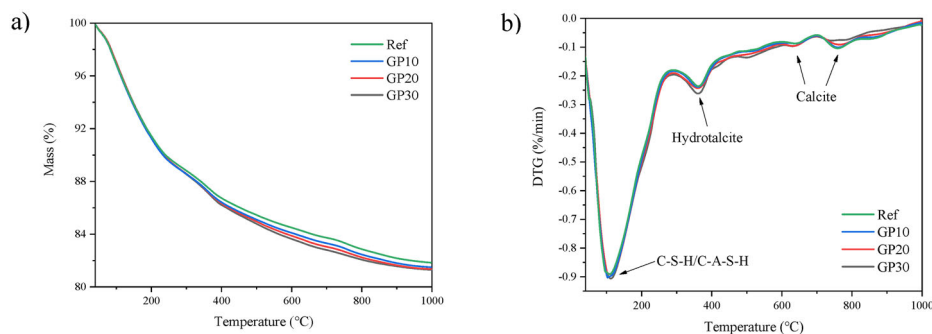 a)
100
96
92
88
84
80
Mass (%)
200
400
600
800
1000
Temperature (℃)
Ref
GP10
GP20
GP30
b)
0.0
-0.1
-0.2
-0.3
-0.4
-0.5
-0.6
-0.7
-0.8
-0.9
DTG (%/min)
200
400
600
800
1000
Temperature (℃)
Calcite
Hydrotalcite
C-S-H/C-A-S-H
Ref
GP10
GP20
GP30